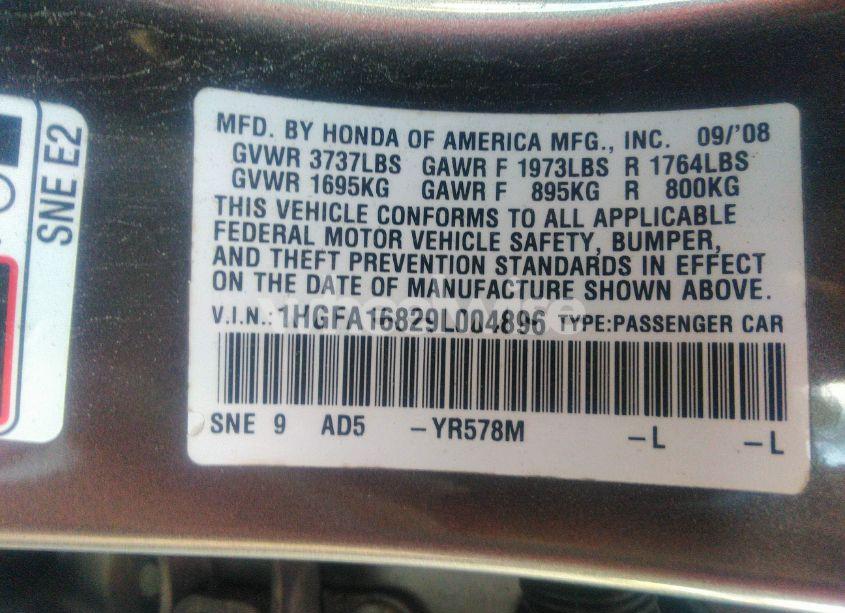 SNE E2
MFD. BY HONDA OF AMERICA MFG., INC. 09/'08
GVWR 3737LBS GAWR F 1973LBS R 1764LBS
GVWR 1695KG GAWR F 895KG R 800KG
THIS VEHICLE CONFORMS TO ALL APPLICABLE
FEDERAL MOTOR VEHICLE SAFETY, BUMPER,
AND THEFT PREVENTION STANDARDS IN EFFECT
ON THE DATE OF MANUFACTURE SHOWN ABOVE.
V.I.N.: 1HGFA16829L004896 TYPE:PASSENGER CAR
SNE 9 AD5 -YR578M -L -L